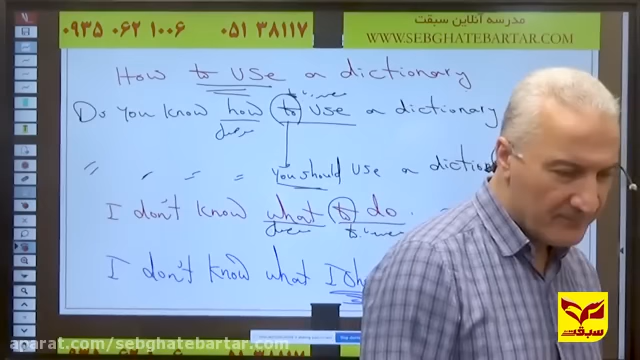 ۰۹۳۵ ۰۶۲ ۱۰۰۶ ۰۵۱ ۳۸۱۱۷
مدرسه آنلاین سبقت
WWW.SEBGHATEBARTAR.COM
How to use a dictionary
Do You know how to use a dictionary
" " " " you should use a diction
I don't know what to do.
I don't know what I sh
سبقت
aparat.com/sebghatebartar.com